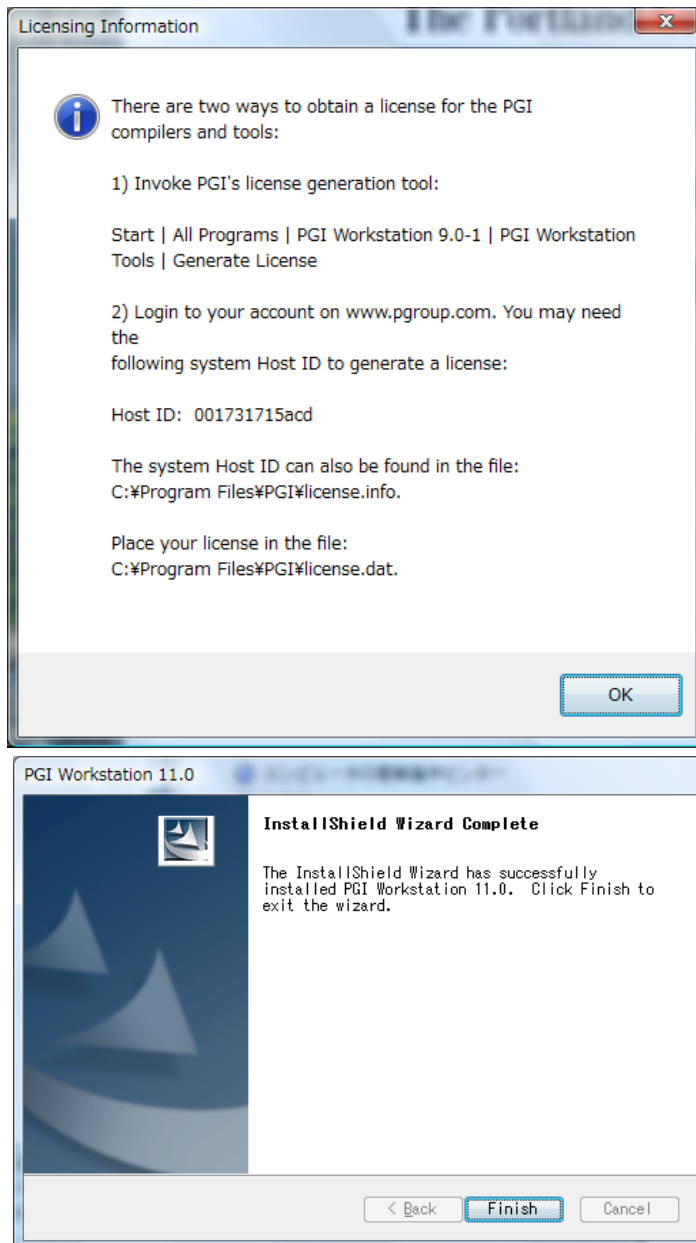 Licensing Information
There are two ways to obtain a license for the PGI
compilers and tools:
1) Invoke PGI's license generation tool:
Start | All Programs | PGI Workstation 9.0-1 | PGI Workstation
Tools | Generate License
2) Login to your account on www.pgroup.com. You may need
the
following system Host ID to generate a license:
Host ID:  001731715acd
The system Host ID can also be found in the file:
C:¥Program Files¥PGI¥license.info.
Place your license in the file:
C:¥Program Files¥PGI¥license.dat.
OK
PGI Workstation 11.0
InstallShield Wizard Complete
The InstallShield Wizard has successfully
installed PGI Workstation 11.0.  Click Finish to
exit the wizard.
< Back
Finish
Cancel